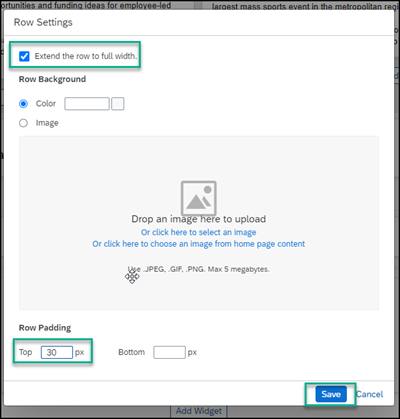 ortunities and funding ideas for employee-led
largest mass sports event in the metropolitan regi
Row Settings
Extend the row to full width.
Row Background
Color
Image
Drop an image here to upload
Or click here to select an image
Or click here to choose an image from home page content
Use .JPEG, .GIF, .PNG. Max 5 megabytes.
Row Padding
Top 30 px Bottom px
Save Cancel
Add Widget